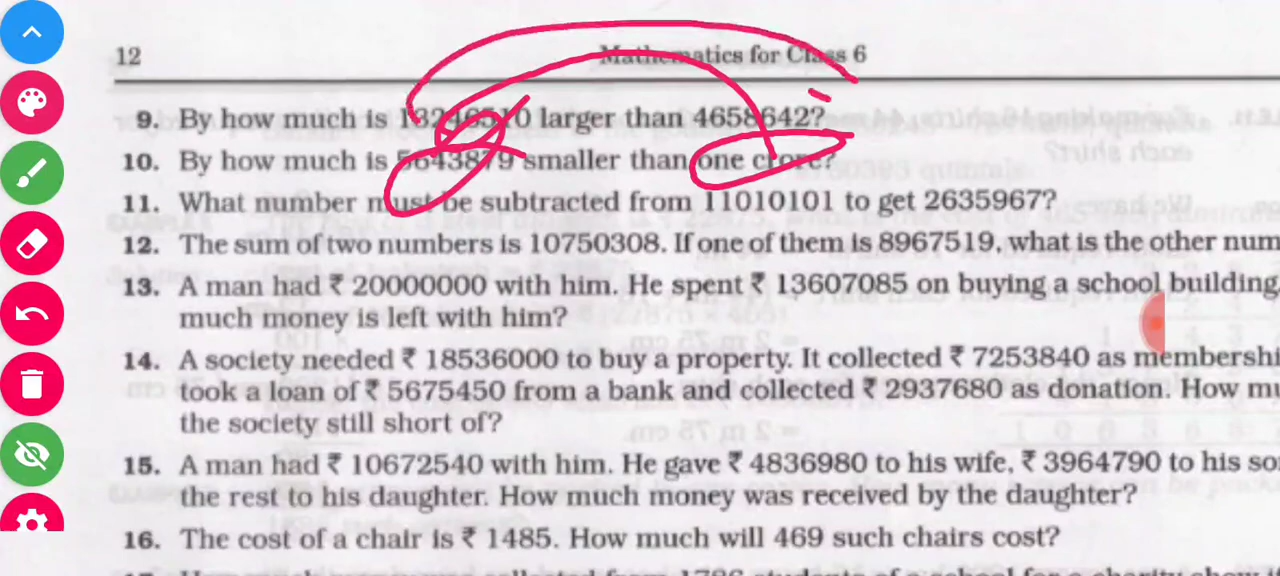 12
Mathematics for Class 6
9. By how much is 13246510 larger than 4658642?
10. By how much is 5643879 smaller than one crore?
11. What number must be subtracted from 11010101 to get 2635967?
12. The sum of two numbers is 10750308. If one of them is 8967519, what is the other num
13. A man had ₹ 20000000 with him. He spent ₹ 13607085 on buying a school building.
much money is left with him?
14. A society needed ₹ 18536000 to buy a property. It collected ₹ 7253840 as membershi
took a loan of ₹ 5675450 from a bank and collected ₹ 2937680 as donation. How mu
the society still short of?
15. A man had ₹ 10672540 with him. He gave ₹ 4836980 to his wife, ₹ 3964790 to his so
the rest to his daughter. How much money was received by the daughter?
16. The cost of a chair is ₹ 1485. How much will 469 such chairs cost?